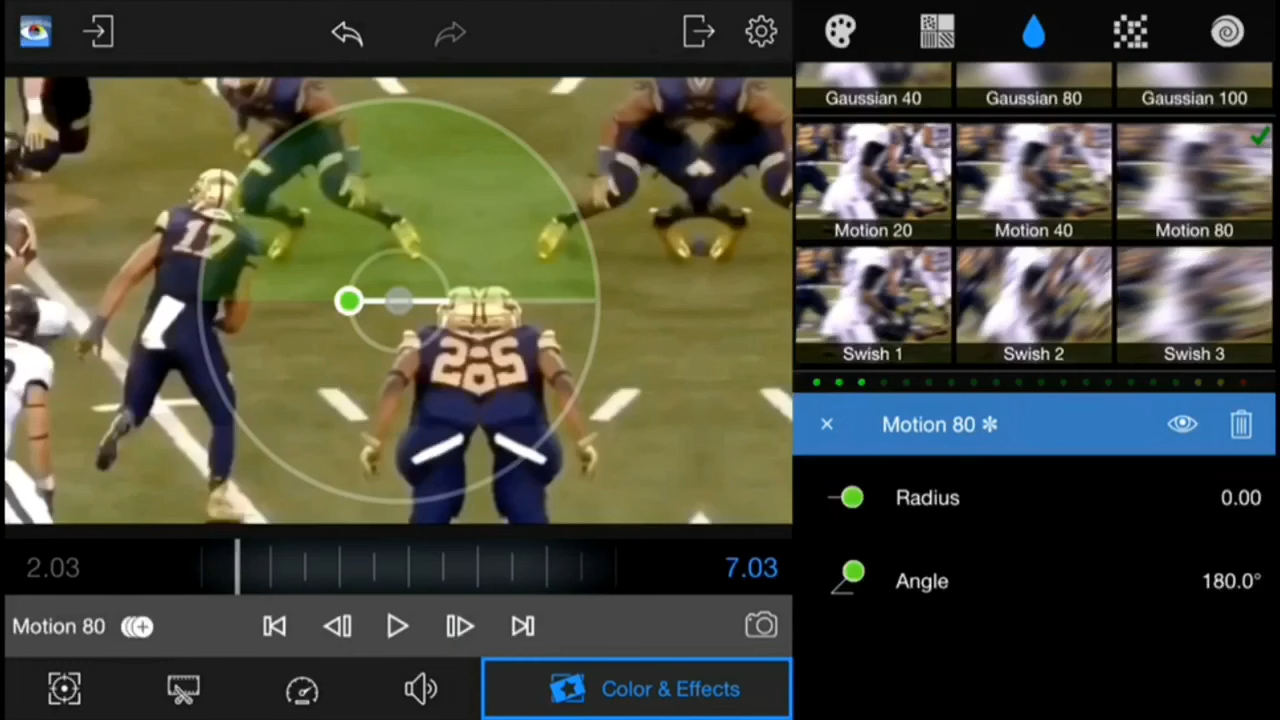 Gaussian 40
Gaussian 80
Gaussian 100
Motion 20
Motion 40
Motion 80
Swish 1
Swish 2
Swish 3
Motion 80 ✻
Radius 0.00
Angle 180.0°
17
285
2.03
7.03
Motion 80
Color & Effects